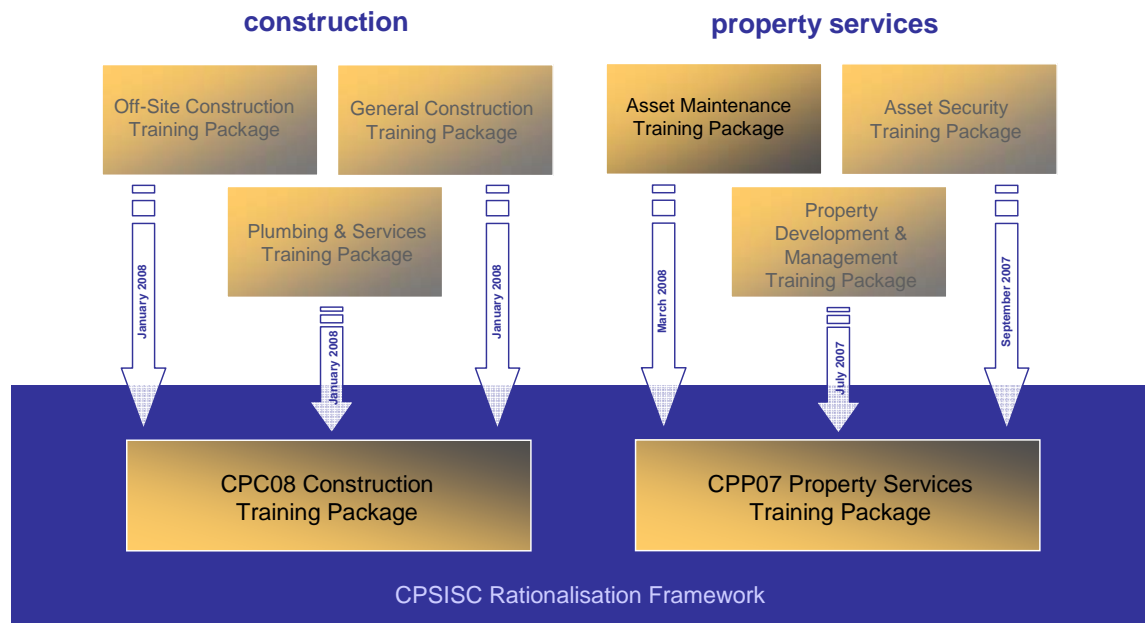 construction
property services
Off-Site Construction
Training Package
General Construction
Training Package
Asset Maintenance
Training Package
Asset Security
Training Package
Plumbing & Services
Training Package
Property
Development &
Management
Training Package
January 2008
January 2008
January 2008
March 2008
July 2007
September 2007
CPC08 Construction
Training Package
CPP07 Property Services
Training Package
CPSISC Rationalisation Framework